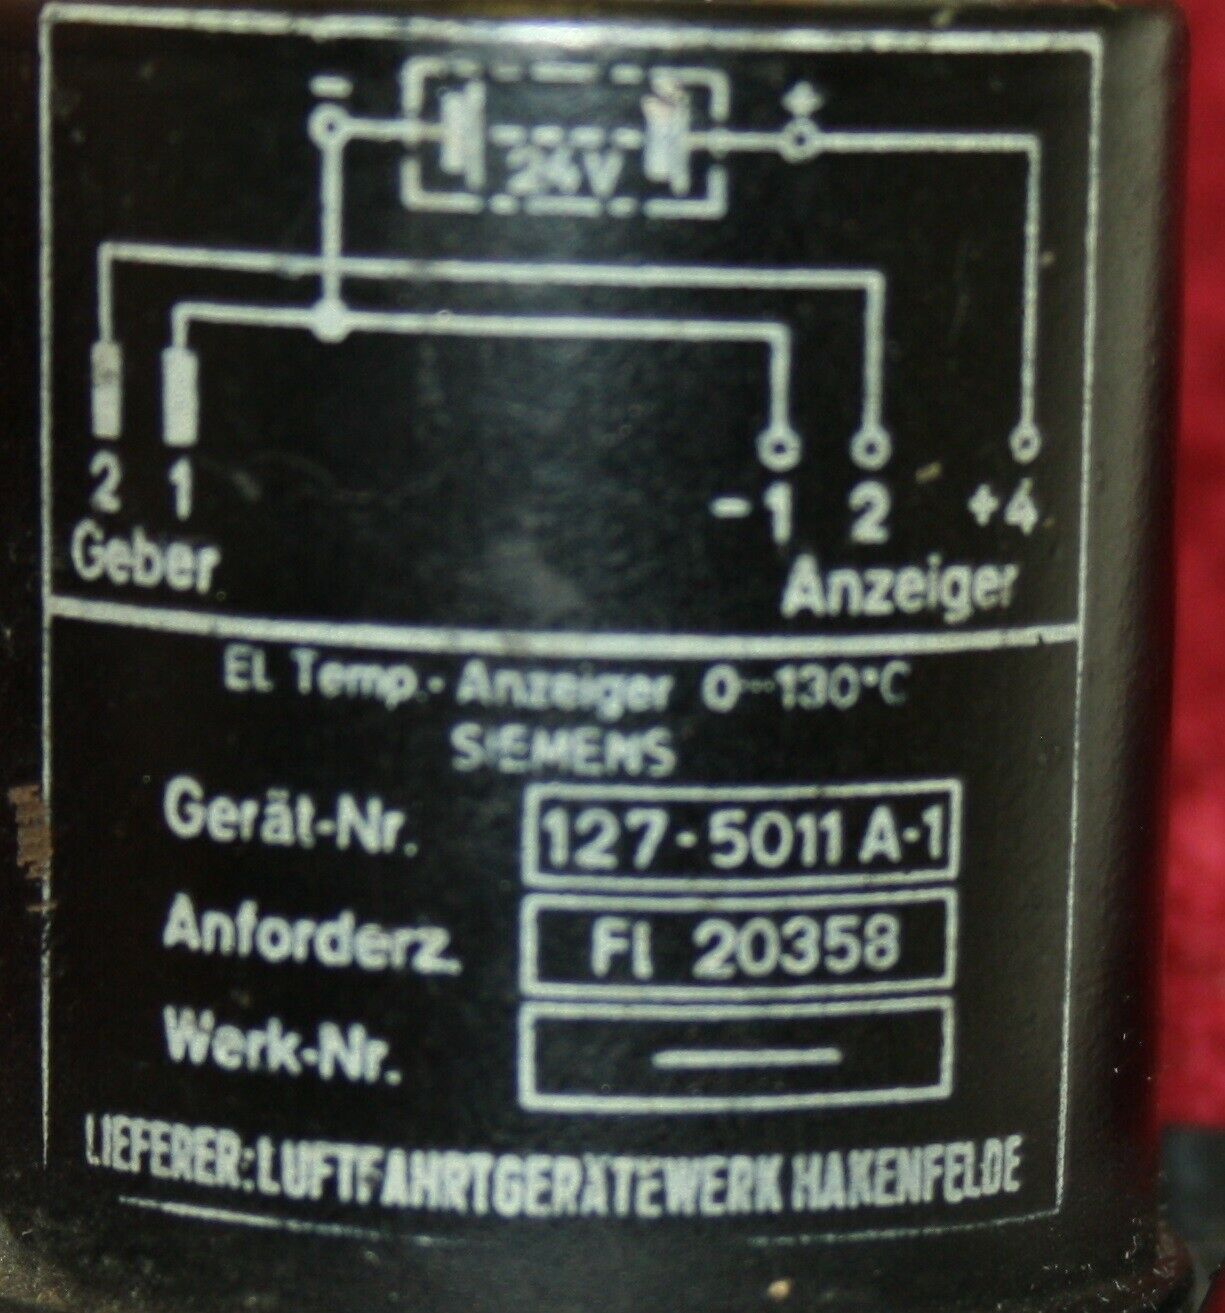 - +
24V
2 1 -1 2 +4
Geber Anzeiger
El. Temp.-Anzeiger 0---130°C
SIEMENS
Gerät-Nr. 127-5011 A-1
Anforderz. Fl 20358
Werk-Nr. —
LIEFERER: LUFTFAHRTGERÄTEWERK HAKENFELDE